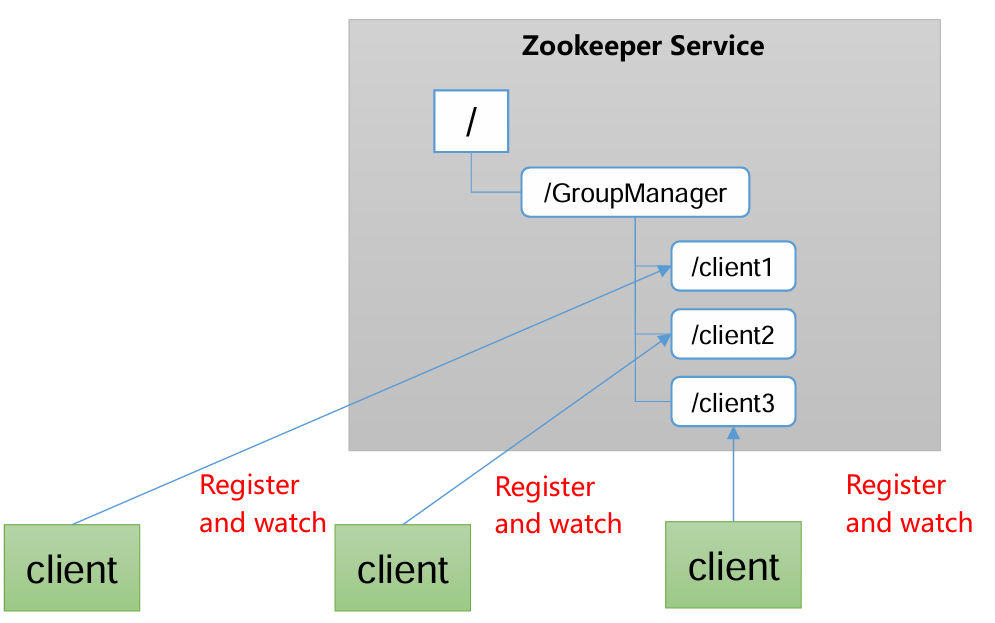 Zookeeper Service
/
/GroupManager
/client1
/client2
/client3
Register
and watch
Register
and watch
Register
and watch
client
client
client